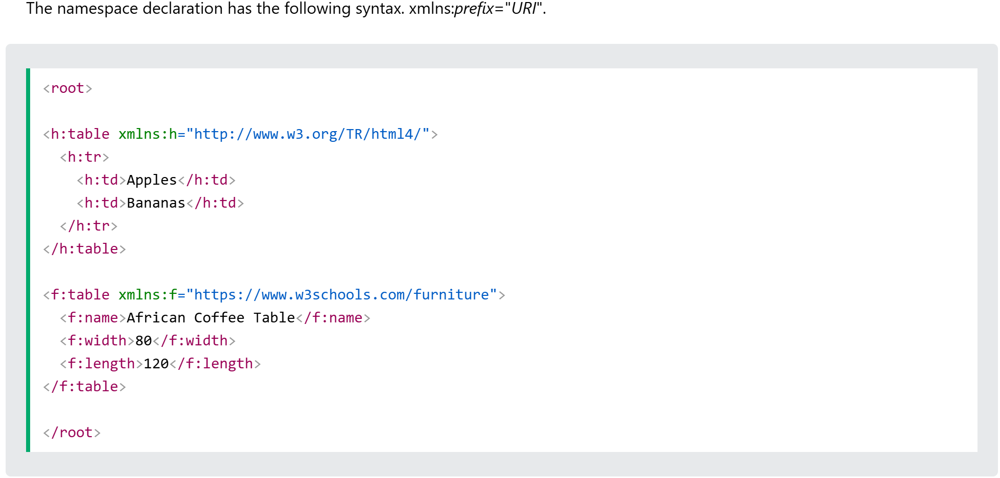 The namespace declaration has the following syntax. xmlns:prefix="URI".
<root>
<h:table xmlns:h="http://www.w3.org/TR/html4/">
<h:tr>
<h:td>Apples</h:td>
<h:td>Bananas</h:td>
</h:tr>
</h:table>
<f:table xmlns:f="https://www.w3schools.com/furniture">
<f:name>African Coffee Table</f:name>
<f:width>80</f:width>
<f:length>120</f:length>
</f:table>
</root>